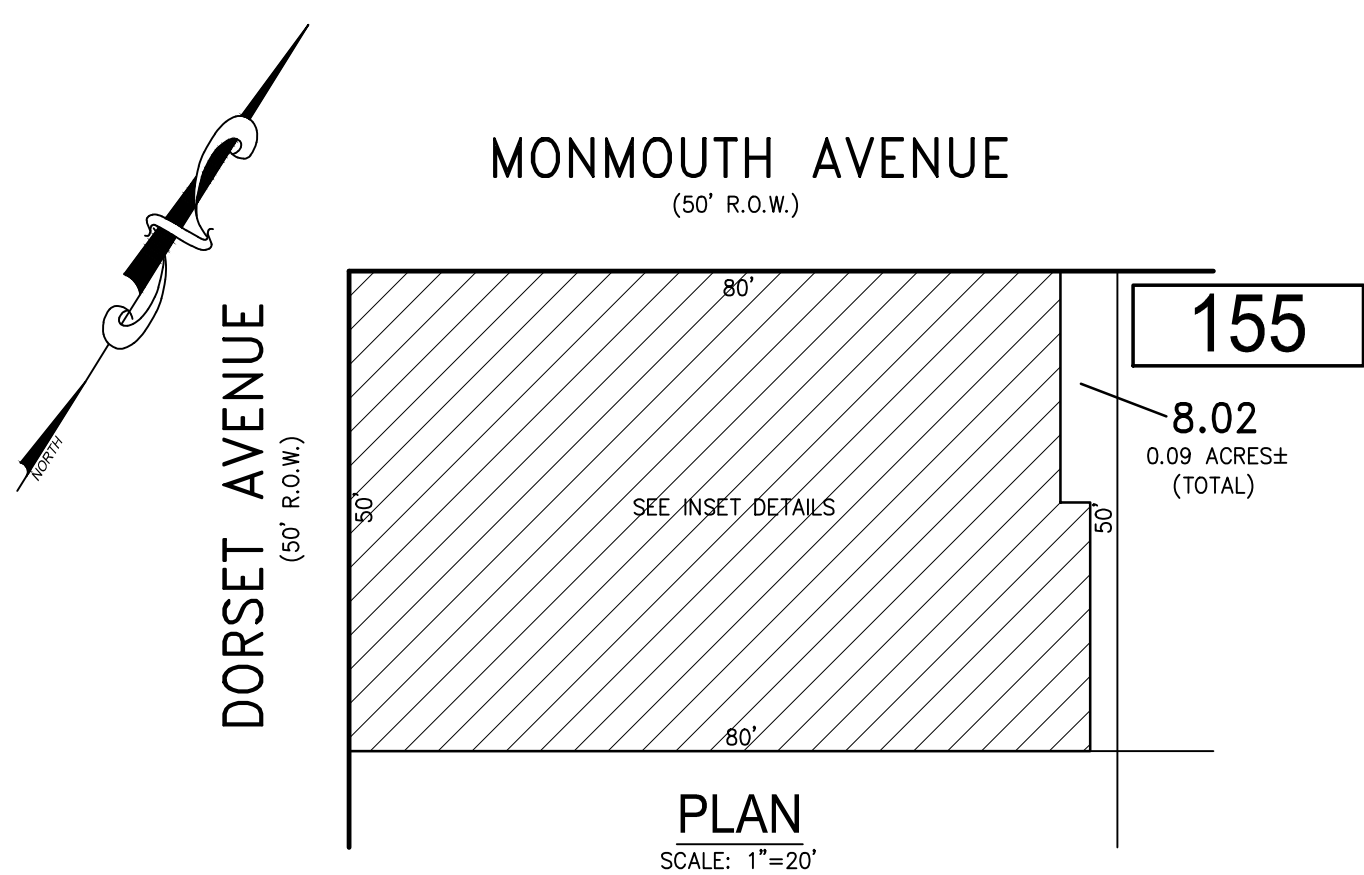 MONMOUTH AVENUE
(50' R.O.W.)
NORTH
DORSET AVENUE
(50' R.O.W.)
80'
155
8.02
0.09 ACRES±
(TOTAL)
50'
SEE INSET DETAILS
50'
80'
PLAN
SCALE: 1"=20'